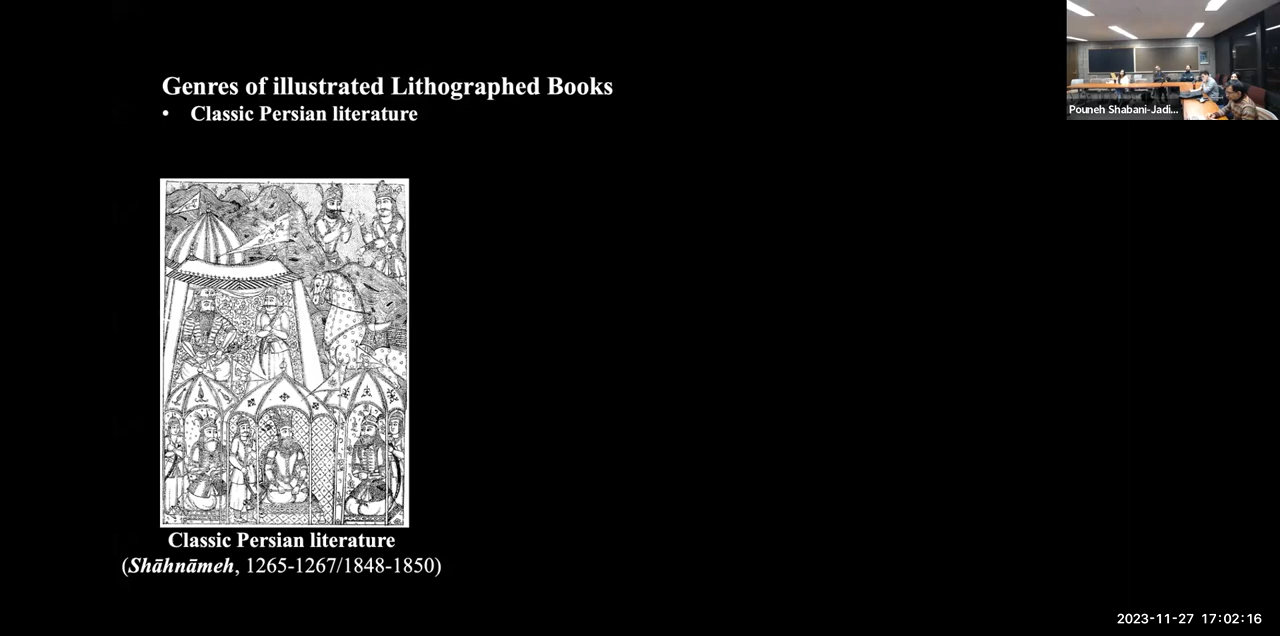 Genres of illustrated Lithographed Books
• Classic Persian literature
Pouneh Shabani-Jadi...
Classic Persian literature
(Shāhnāmeh, 1265-1267/1848-1850)
2023-11-27 17:02:16